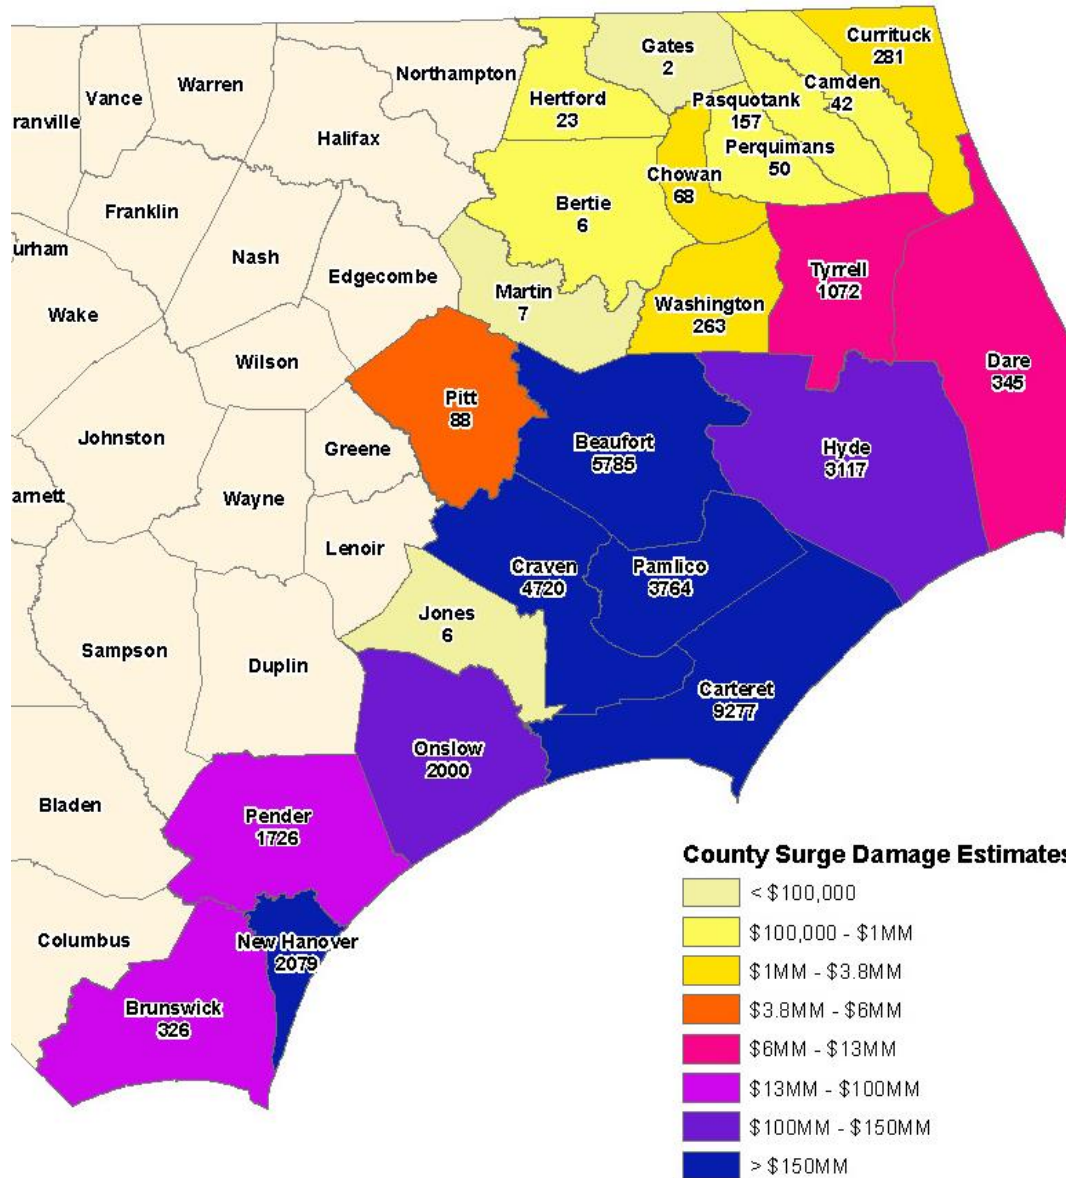 Currituck
281
Gates
2
Northampton
Warren
Camden
42
Vance
Hertford
23
Pasquotank
157
ranville
Halifax
Perquimans
50
Chowan
68
Franklin
Bertie
6
urham
Nash
Edgecombe
Tyrrell
1072
Martin
7
Washington
263
Wake
Dare
345
Wilson
Pitt
88
Johnston
Greene
Beaufort
5785
Hyde
3117
arnett
Wayne
Lenoir
Craven
4720
Pamlico
3764
Jones
6
Sampson
Duplin
Carteret
9277
Onslow
2000
Bladen
Pender
1726
Columbus
New Hanover
2079
Brunswick
326
County Surge Damage Estimates
< $100,000
$100,000 - $1MM
$1MM - $3.8MM
$3.8MM - $6MM
$6MM - $13MM
$13MM - $100MM
$100MM - $150MM
> $150MM